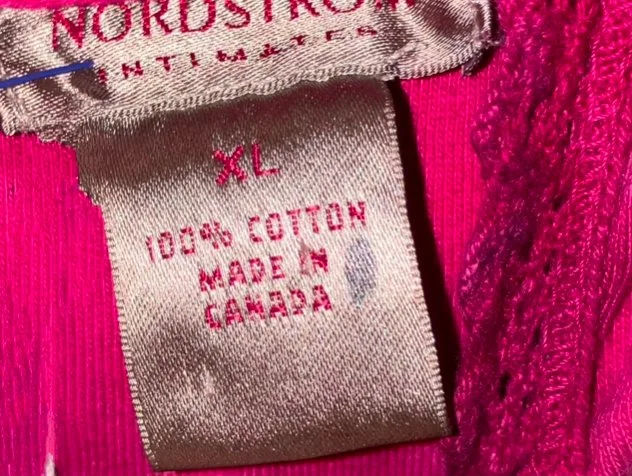 NORDSTROM
INTIMATES
XL
100% COTTON
MADE IN
CANADA